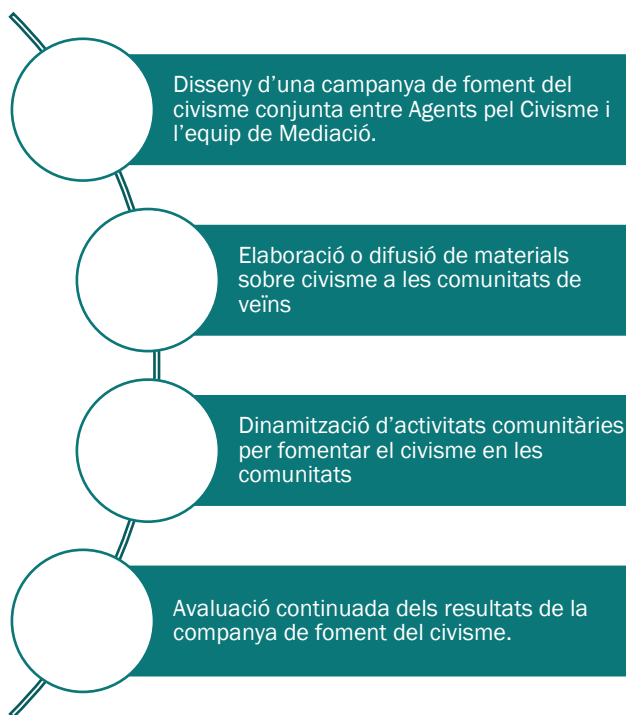 Disseny d'una campanya de foment del
civisme conjunta entre Agents pel Civisme i
l'equip de Mediació.
Elaboració o difusió de materials
sobre civisme a les comunitats de
veïns
Dinamització d'activitats comunitàries
per fomentar el civisme en les
comunitats
Avaluació continuada dels resultats de la
companya de foment del civisme.